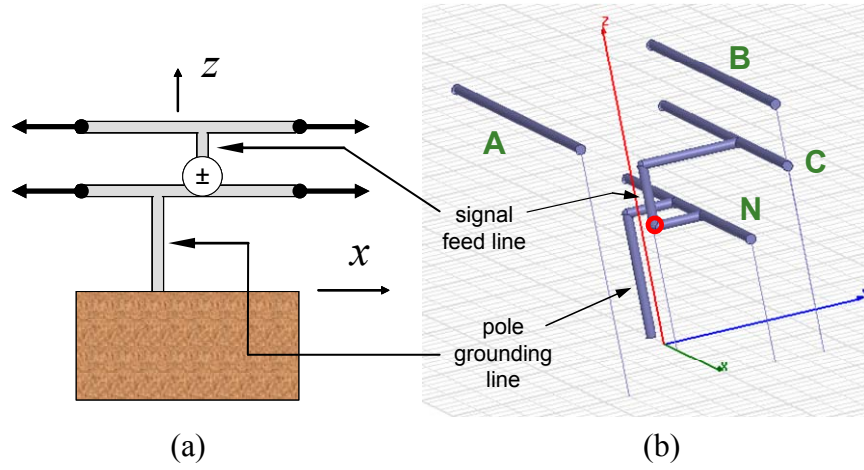 z
±
x
signal
feed line
pole
grounding
line
(a)
z
B
A
C
N
x
(b)